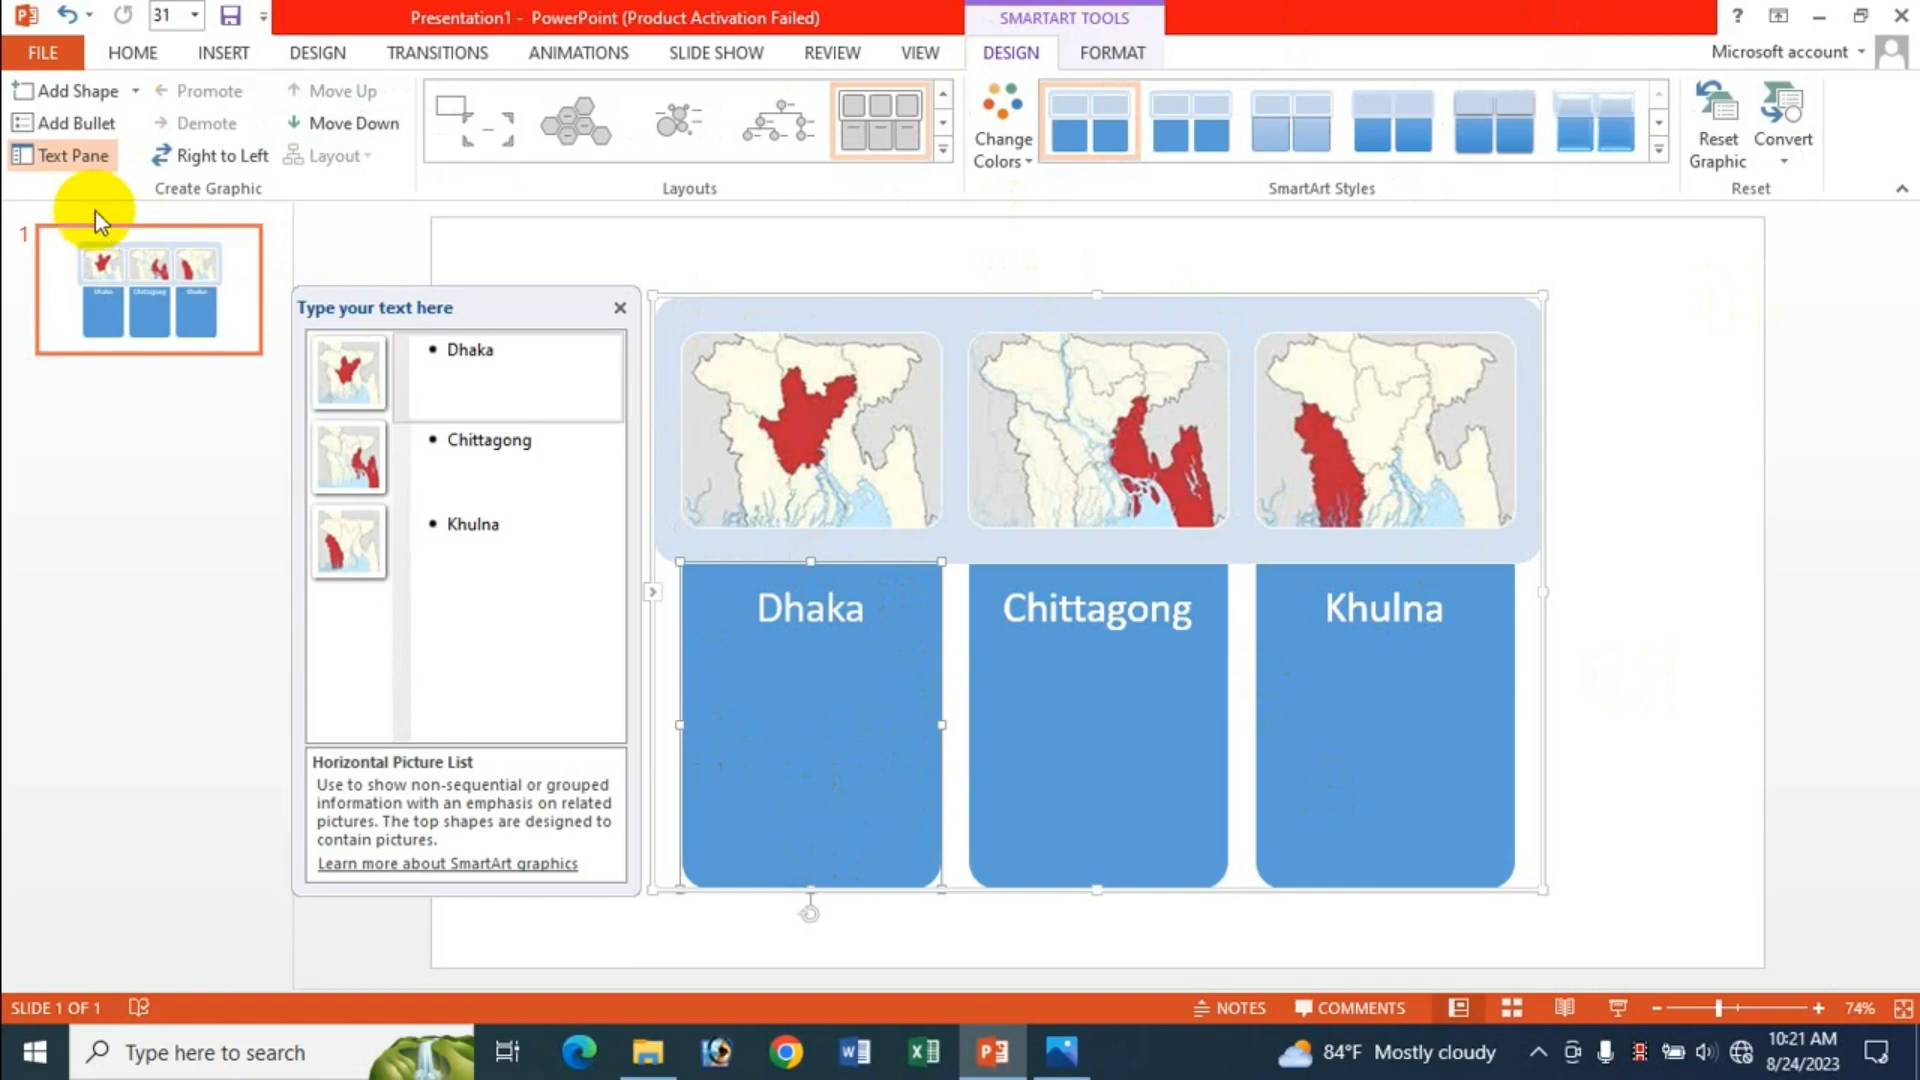 31
Presentation1 - PowerPoint (Product Activation Failed)
SMARTART TOOLS
?
FILE
HOME
INSERT
DESIGN
TRANSITIONS
ANIMATIONS
SLIDE SHOW
REVIEW
VIEW
DESIGN
FORMAT
Microsoft account
Add Shape
Promote
Move Up
Add Bullet
Demote
Move Down
Text Pane
Right to Left
Layout
Create Graphic
Layouts
Change
Colors
SmartArt Styles
Reset
Graphic
Convert
Reset
1
Dhaka
Chittagong
Khulna
Type your text here
• Dhaka
• Chittagong
• Khulna
Horizontal Picture List
Use to show non-sequential or grouped
information with an emphasis on related
pictures. The top shapes are designed to
contain pictures.
Learn more about SmartArt graphics
Dhaka
Chittagong
Khulna
SLIDE 1 OF 1
NOTES
COMMENTS
74%
Type here to search
84°F Mostly cloudy
10:21 AM
8/24/2023